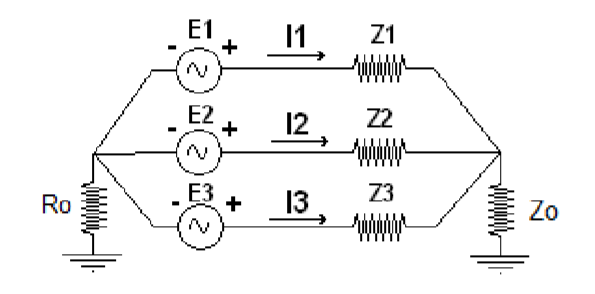 - E1 + I1 Z1
- E2 + I2 Z2
- E3 + I3 Z3
Ro Zo